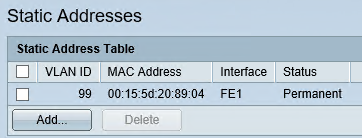 Static Addresses
Static Address Table
VLAN ID MAC Address Interface Status
99 00:15:5d:20:89:04 FE1 Permanent
Add... Delete